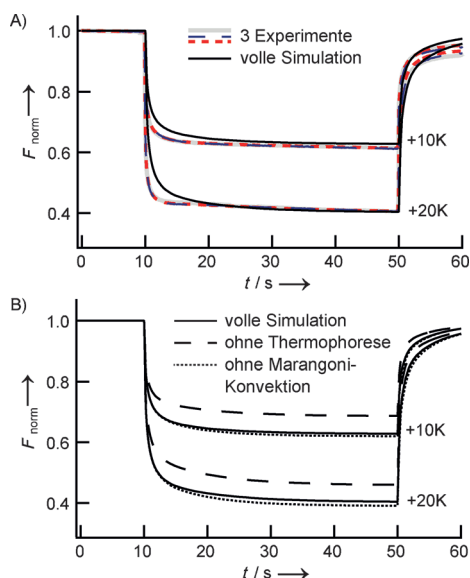 A)
1.0
0.8
0.6
0.4
F norm
3 Experimente
volle Simulation
+10K
+20K
0 10 20 30 40 50 60
t / s
B)
1.0
0.8
0.6
0.4
F norm
volle Simulation
ohne Thermophorese
ohne Marangoni-
Konvektion
+10K
+20K
0 10 20 30 40 50 60
t / s